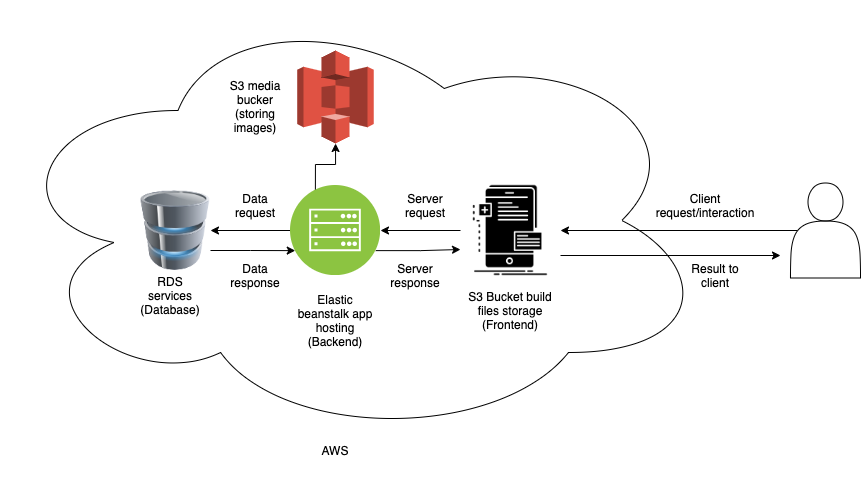 S3 media
bucker
(storing
images)
Data
request
Server
request
Client
request/interaction
Data
response
Server
response
Result to
client
RDS
services
(Database)
Elastic
beanstalk app
hosting
(Backend)
S3 Bucket build
files storage
(Frontend)
AWS